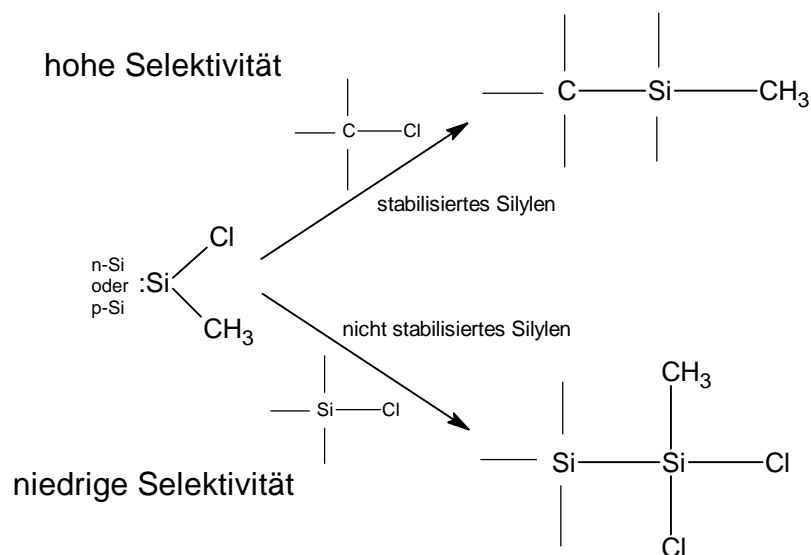 hohe Selektivität
C—Cl
C—Si—CH3
stabilisiertes Silylen
Cl
n-Si
oder :Si
p-Si
CH3
nicht stabilisiertes Silylen
Si—Cl
CH3
Si—Si—Cl
Cl
niedrige Selektivität